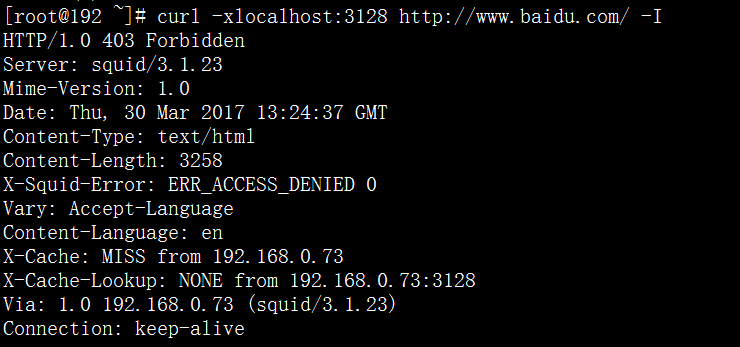 [root@192 ~]# curl -xlocalhost:3128 http://www.baidu.com/ -I
HTTP/1.0 403 Forbidden
Server: squid/3.1.23
Mime-Version: 1.0
Date: Thu, 30 Mar 2017 13:24:37 GMT
Content-Type: text/html
Content-Length: 3258
X-Squid-Error: ERR_ACCESS_DENIED 0
Vary: Accept-Language
Content-Language: en
X-Cache: MISS from 192.168.0.73
X-Cache-Lookup: NONE from 192.168.0.73:3128
Via: 1.0 192.168.0.73 (squid/3.1.23)
Connection: keep-alive